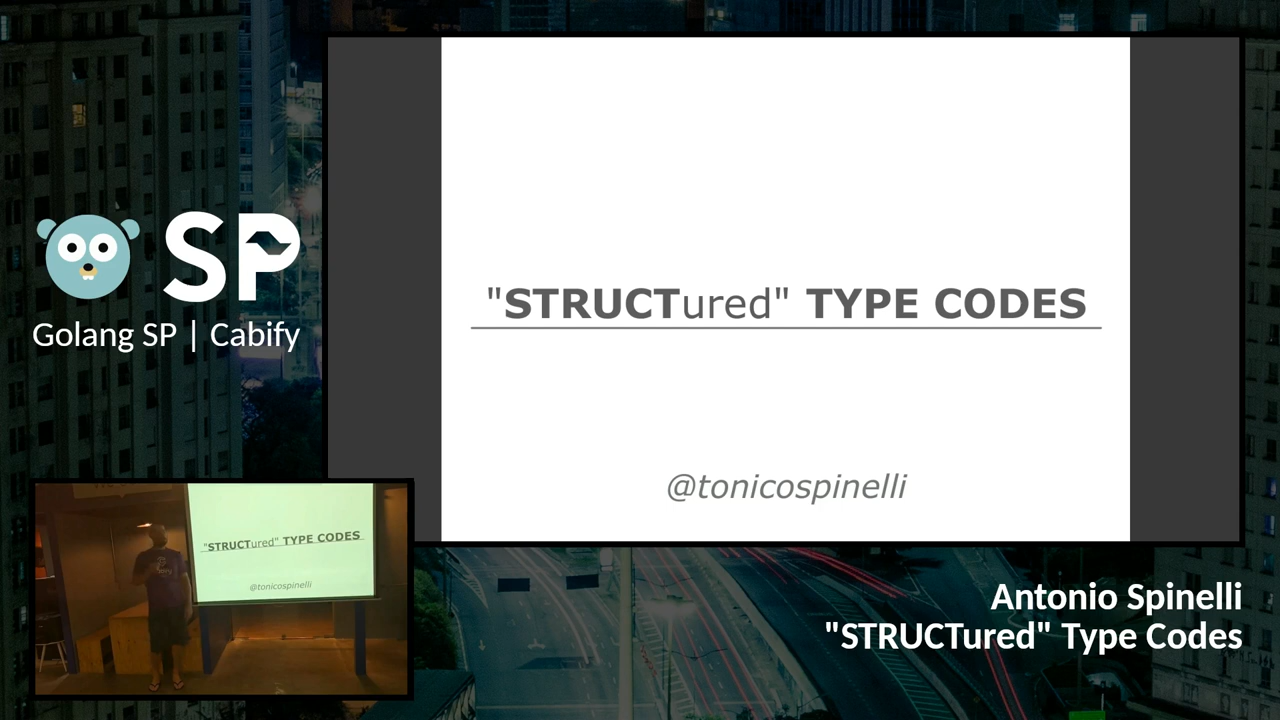 "STRUCTured" TYPE CODES
@tonicospinelli
SP
Golang SP | Cabify
"STRUCTured" TYPE CODES
@tonicospinelli
Antonio Spinelli
"STRUCTured" Type Codes